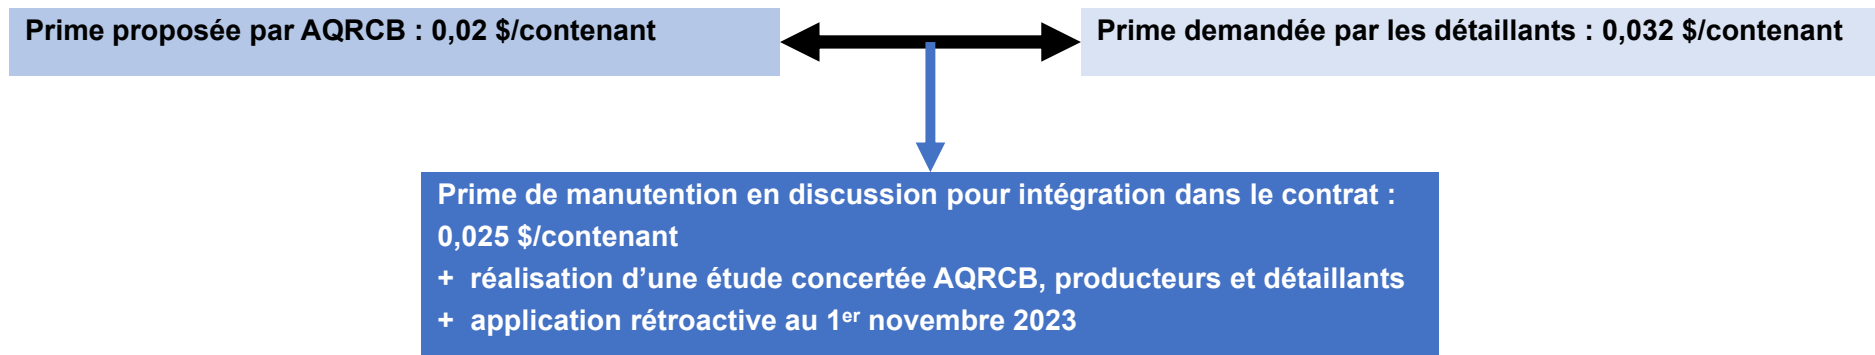 Prime proposée par AQRCB : 0,02 $/contenant
Prime demandée par les détaillants : 0,032 $/contenant
Prime de manutention en discussion pour intégration dans le contrat :
0,025 $/contenant
+ réalisation d’une étude concertée AQRCB, producteurs et détaillants
+ application rétroactive au 1er novembre 2023